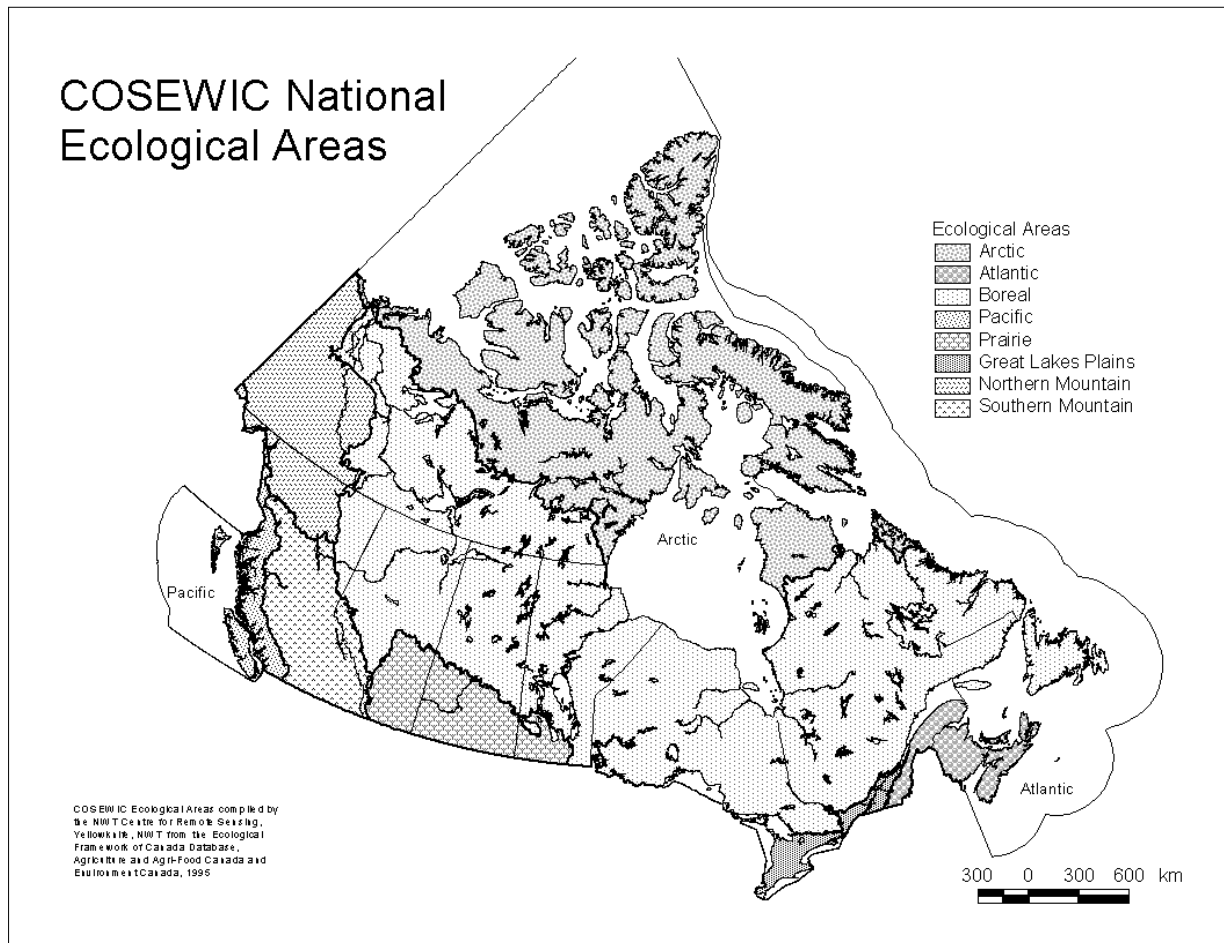 COSEWIC National
Ecological Areas
Ecological Areas
Arctic
Atlantic
Boreal
Pacific
Prairie
Great Lakes Plains
Northern Mountain
Southern Mountain
Arctic
Pacific
Atlantic
COSEWIC Ecological Areas compiled by
the NWT Centre for Remote Sensing,
Yellowknife, NWT from the Ecological
Framework of Canada Database,
Agriculture and Agri-Food Canada and
Environment Canada, 1995
300 0 300 600 km